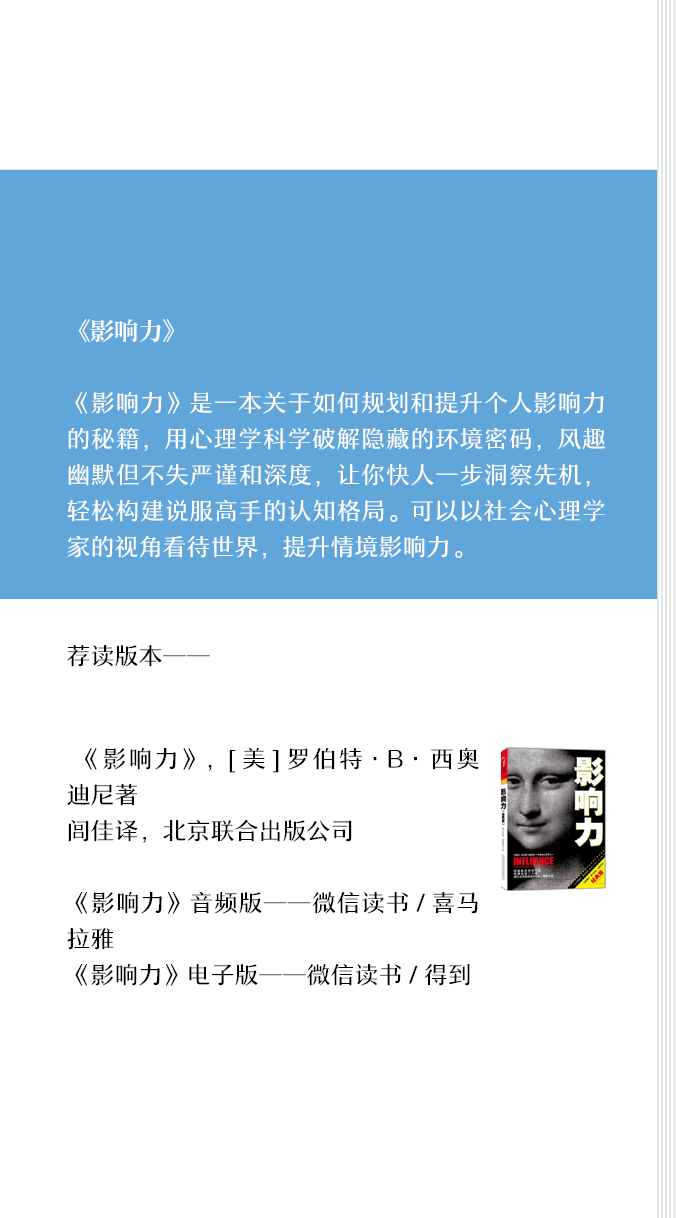 《影响力》
《影响力》是一本关于如何规划和提升个人影响力
的秘籍，用心理学科学破解隐藏的环境密码，风趣
幽默但不失严谨和深度，让你快人一步洞察先机，
轻松构建说服高手的认知格局。可以以社会心理学
家的视角看待世界，提升情境影响力。
荐读版本——
《影响力》, [美]罗伯特·B·西奥
迪尼著
闾佳译，北京联合出版公司
《影响力》音频版——微信读书 / 喜马
拉雅
《影响力》电子版——微信读书 / 得到
影响力
影响力
INFLUENCE